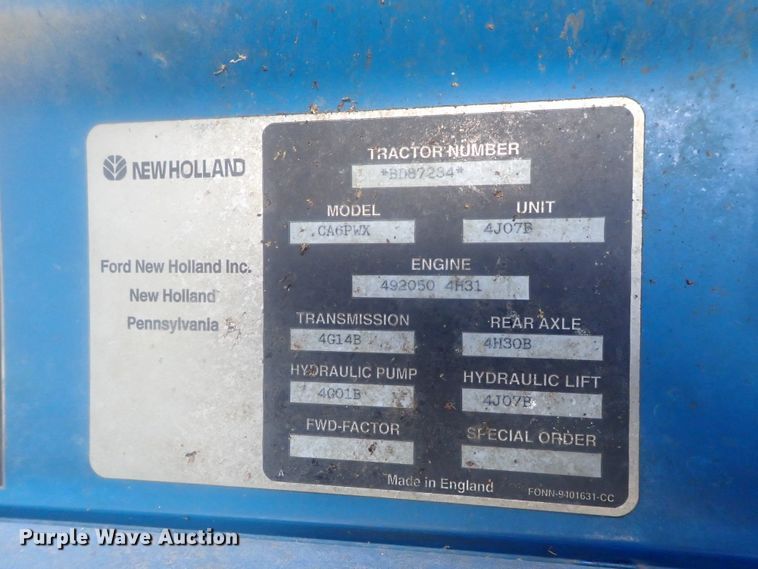 NEW HOLLAND
Ford New Holland Inc.
New Holland
Pennsylvania
TRACTOR NUMBER
*BD87234*
MODEL UNIT
CA6PWX 4J07B
ENGINE
492050 4H31
TRANSMISSION REAR AXLE
4G14B 4H30B
HYDRAULIC PUMP HYDRAULIC LIFT
4G01B 4J07B
FWD-FACTOR SPECIAL ORDER
A Made in England FONN-9401631-CC
Purple Wave Auction